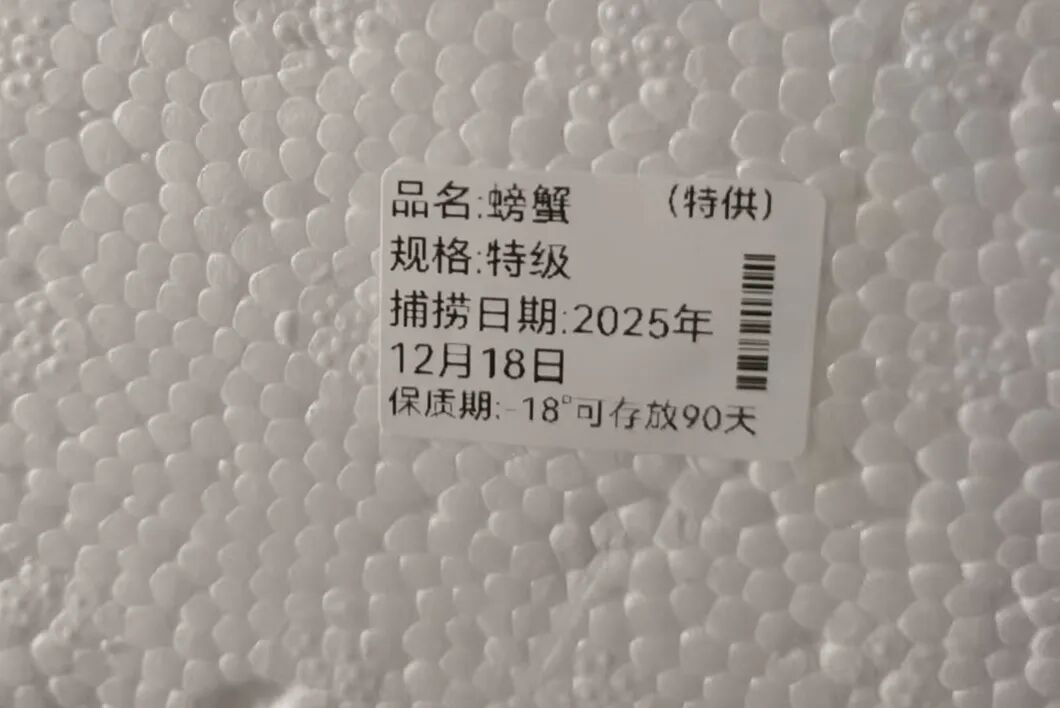 品名:螃蟹 (特供)
规格:特级
捕捞日期:2025年
12月18日
保质期:-18°可存放90天